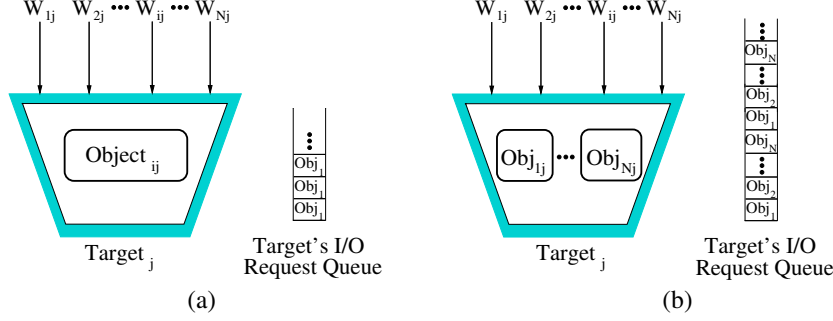 W1j W2j ••• Wij ••• WNj
Object ij
Target j
Obj1
Obj1
Obj1
Target's I/O
Request Queue
(a)
W1j W2j ••• Wij ••• WNj
Obj1j ••• ObjNj
Target j
ObjN
Obj2
Obj1
ObjN
Obj2
Obj1
Target's I/O
Request Queue
(b)